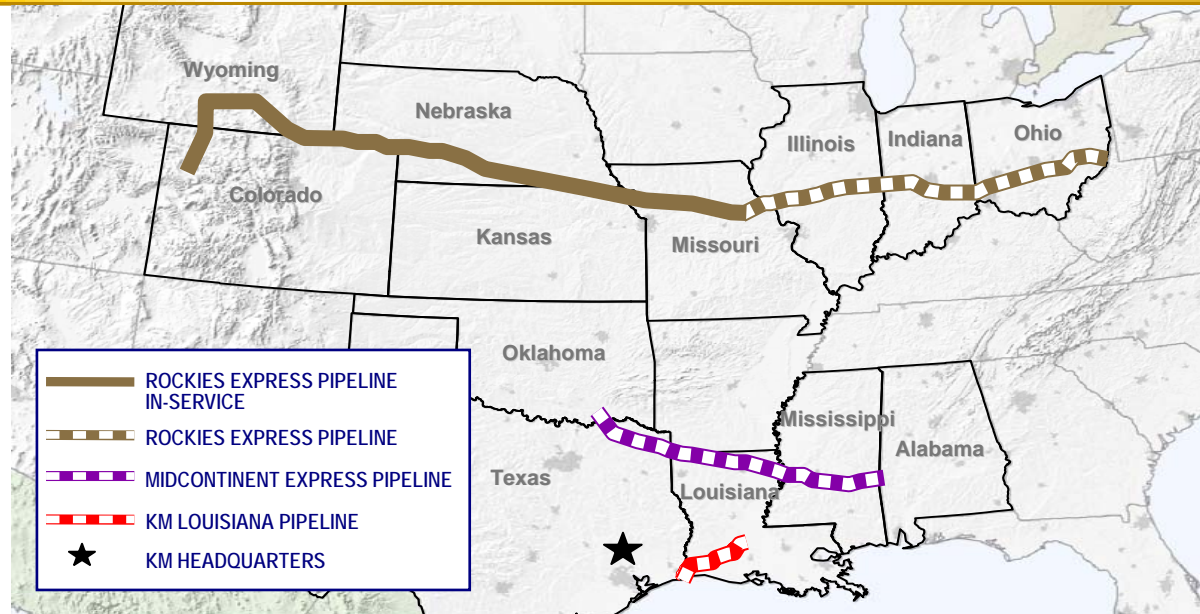 Wyoming
Nebraska
Illinois
Indiana
Ohio
Colorado
Kansas
Missouri
Oklahoma
Mississippi
Alabama
Texas
Louisiana
ROCKIES EXPRESS PIPELINE
IN-SERVICE
ROCKIES EXPRESS PIPELINE
MIDCONTINENT EXPRESS PIPELINE
KM LOUISIANA PIPELINE
KM HEADQUARTERS